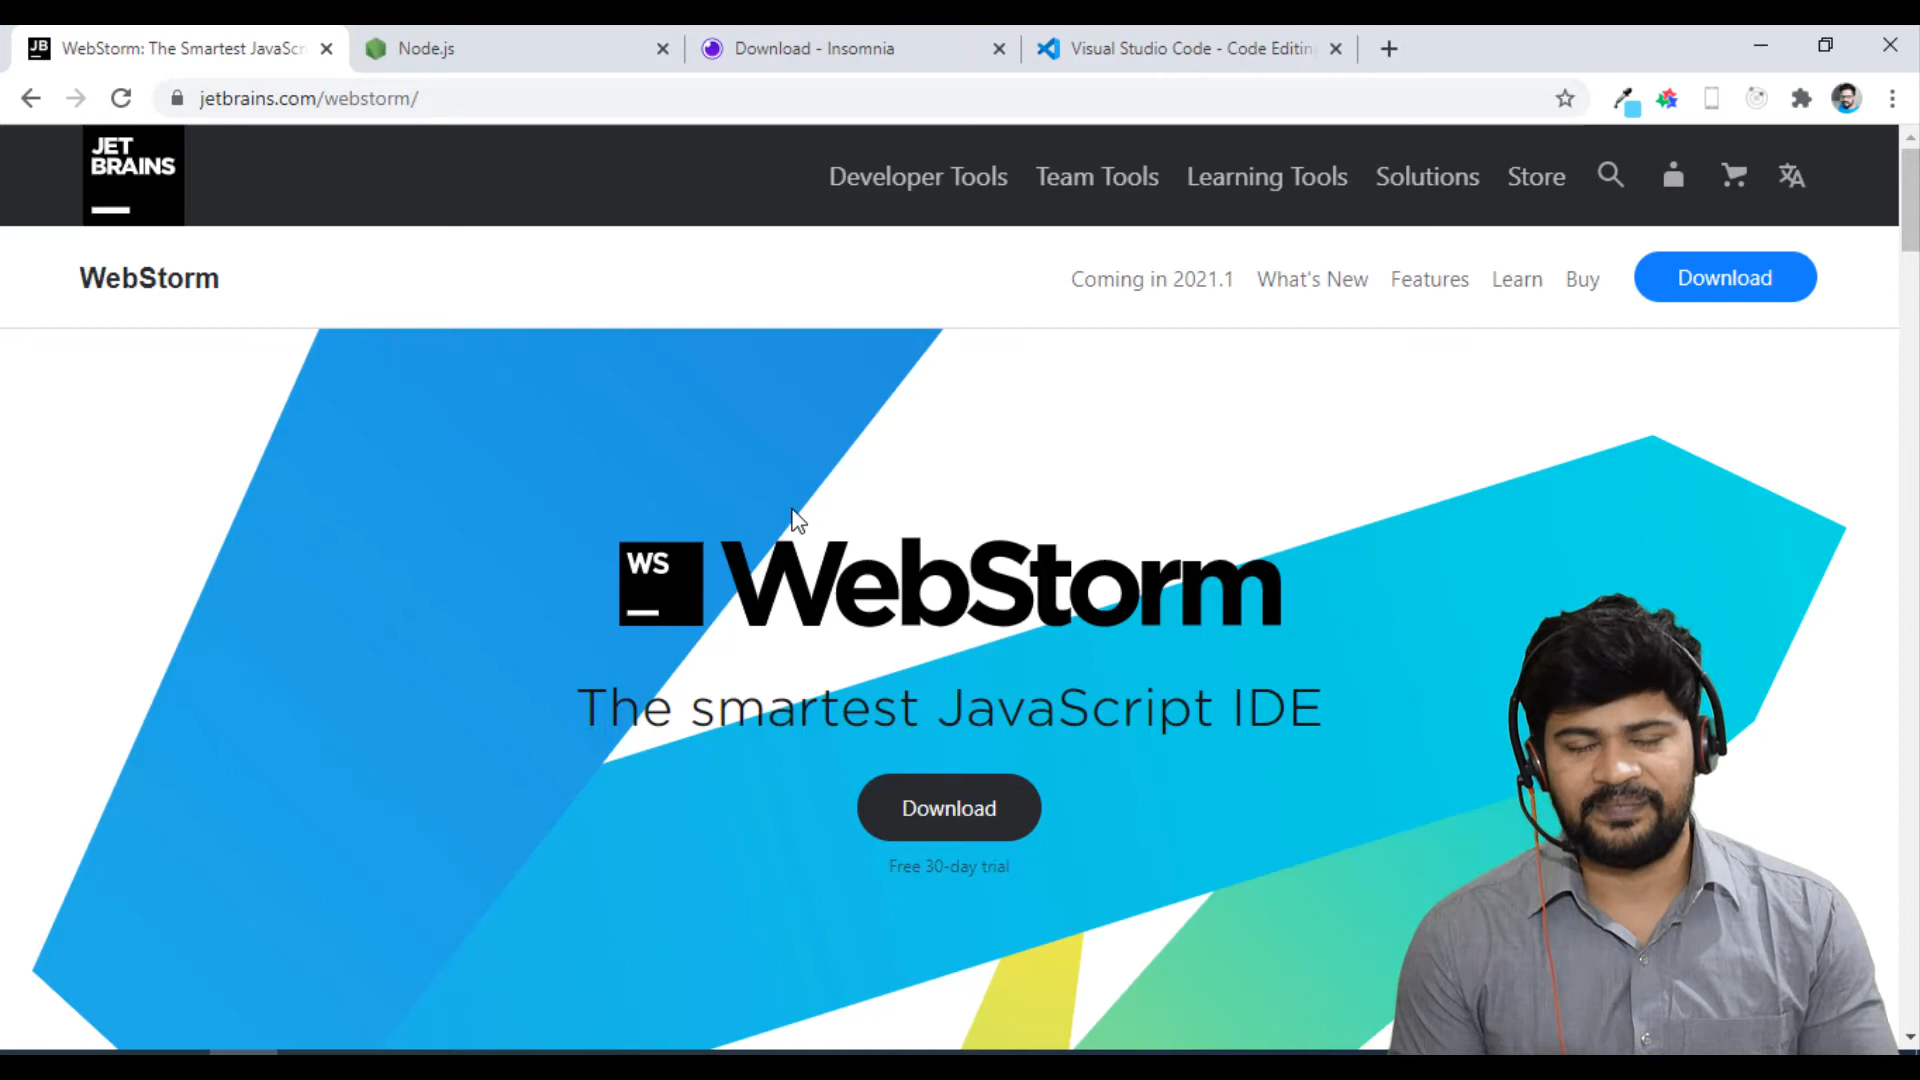 JB WebStorm: The Smartest JavaScri
Node.js
Download - Insomnia
Visual Studio Code - Code Editin
jetbrains.com/webstorm/
JET
BRAINS
Developer Tools
Team Tools
Learning Tools
Solutions
Store
WebStorm
Coming in 2021.1
What's New
Features
Learn
Buy
Download
WS WebStorm
The smartest JavaScript IDE
Download
Free 30-day trial